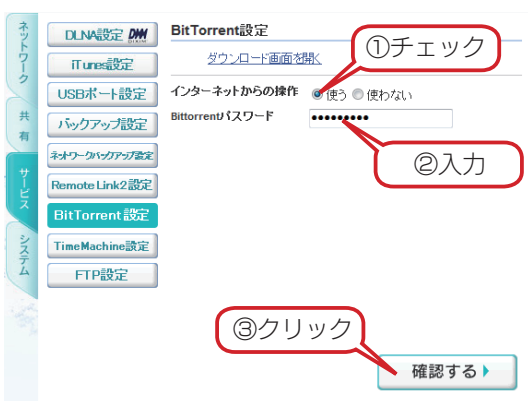 ネットワーク
共有
サービス
システム
DLNA設定
iTunes設定
USBポート設定
バックアップ設定
ネットワークバックアップ設定
RemoteLink2設定
BitTorrent設定
TimeMachine設定
FTP設定
BitTorrent設定
ダウンロード画面を開く
①チェック
インターネットからの操作 使う 使わない
Bittorrentパスワード •••••••••
②入力
③クリック
確認する